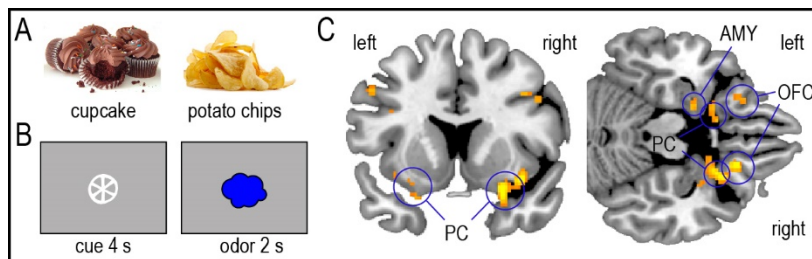 A
cupcake
potato chips
B
cue 4 s
odor 2 s
C
left
right
PC
AMY
left
OFC
PC
right